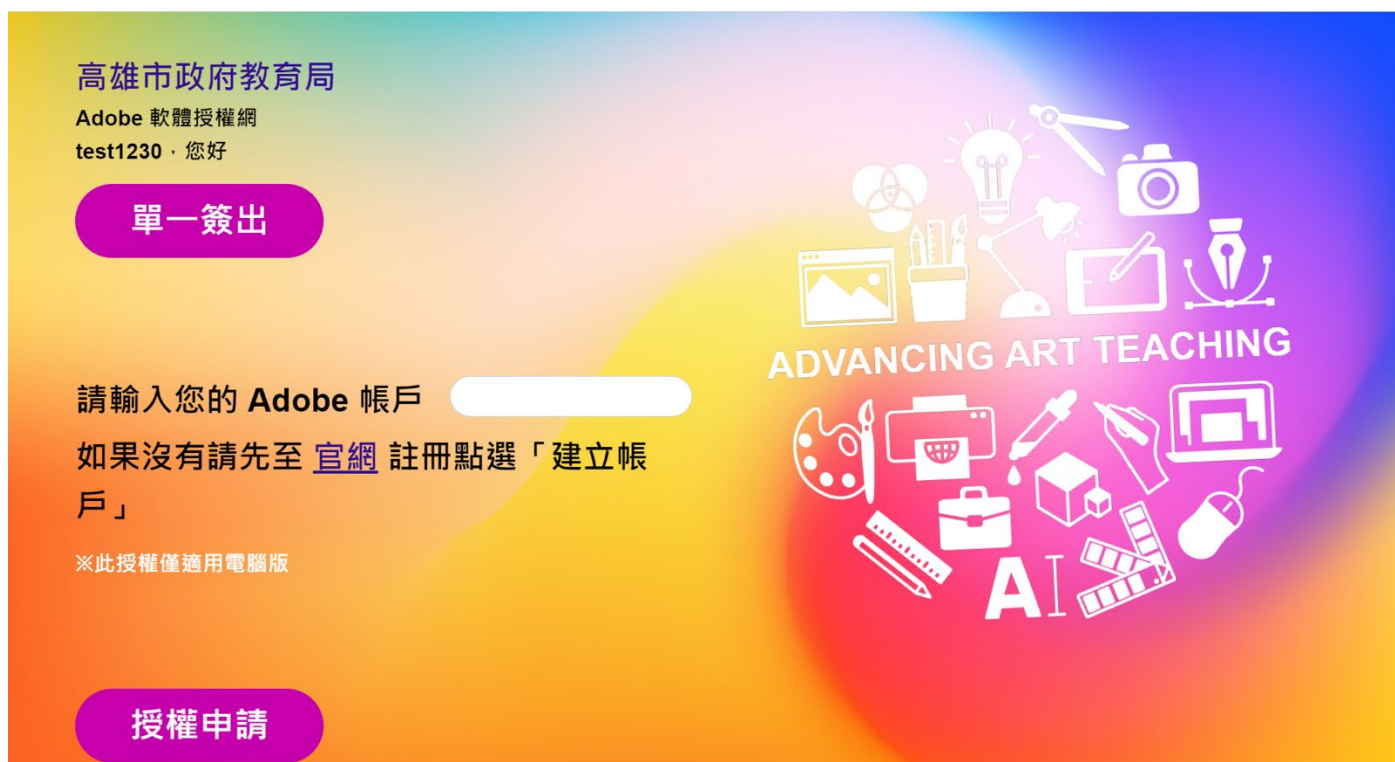 高雄市政府教育局
Adobe 軟體授權網
test1230，您好
單一簽出
ADVANCING ART TEACHING
請輸入您的 Adobe 帳戶
如果沒有請先至 官網 註冊點選「建立帳
戶」
※此授權僅適用電腦版
A
授權申請